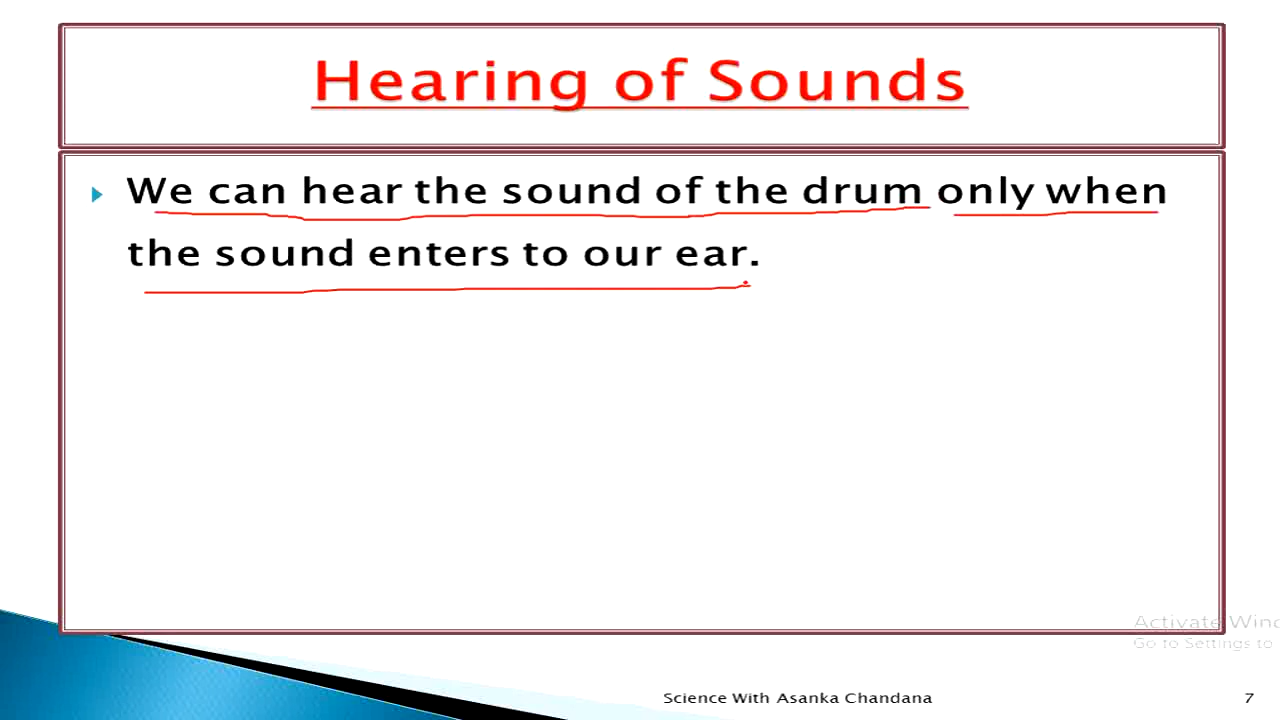 Hearing of Sounds
We can hear the sound of the drum only when
the sound enters to our ear.
Activate Wind
Go to Settings to
Science With Asanka Chandana
7